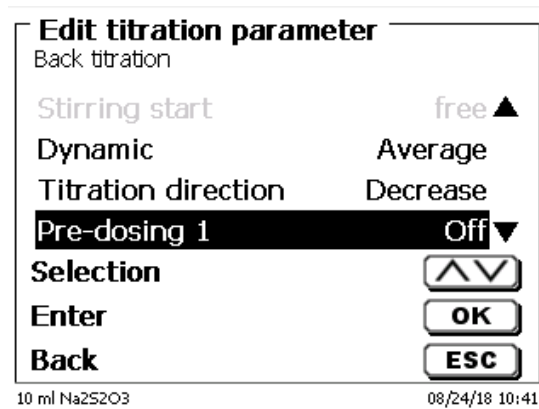 Edit titration parameter
Back titration
Stirring start free
Dynamic Average
Titration direction Decrease
Pre-dosing 1 Off
Selection
Enter OK
Back ESC
10 ml Na2S2O3 08/24/18 10:41